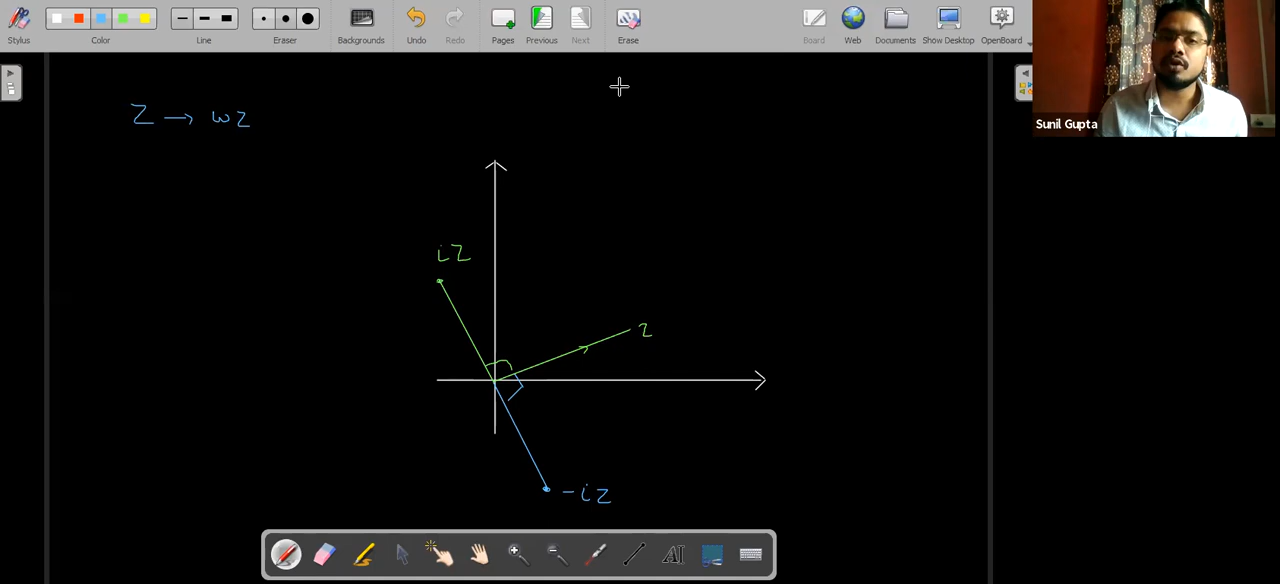 Stylus Color Line Eraser Backgrounds Undo Redo Pages Previous Next Erase Board Web Documents Show Desktop OpenBoard
Sunil Gupta
Z → ωz
iZ
z
-iz
AI